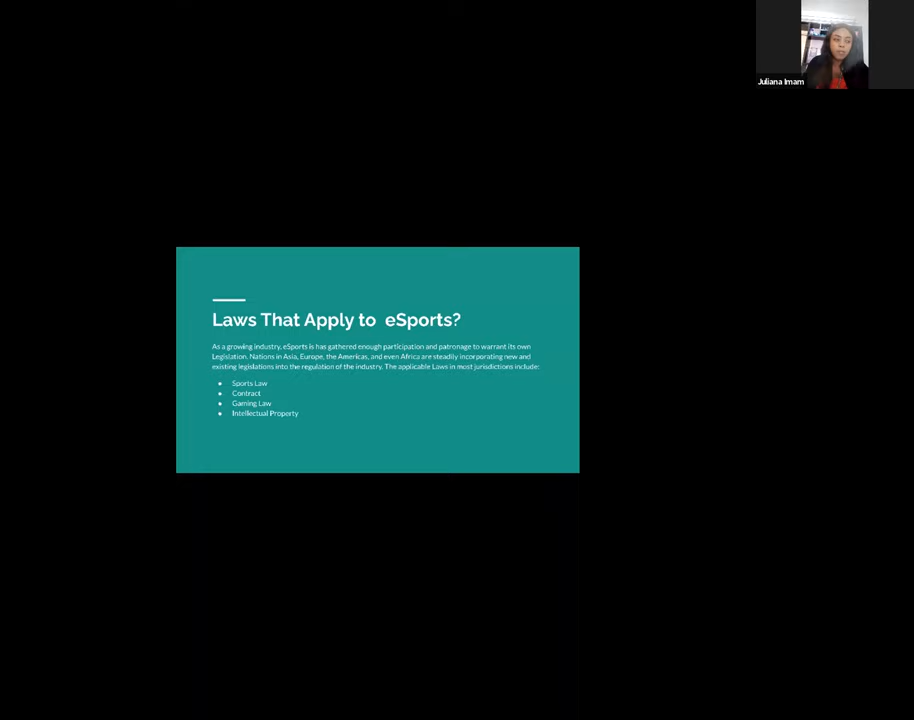 Juliana Imam
Laws That Apply to eSports?
As a growing industry, eSports is has gathered enough participation and patronage to warrant its own
Legislation. Nations in Asia, Europe, the Americas, and even Africa are steadily incorporating new and
existing legislations into the regulation of the industry. The applicable Laws in most jurisdictions include:
● Sports Law
● Contract
● Gaming Law
● Intellectual Property